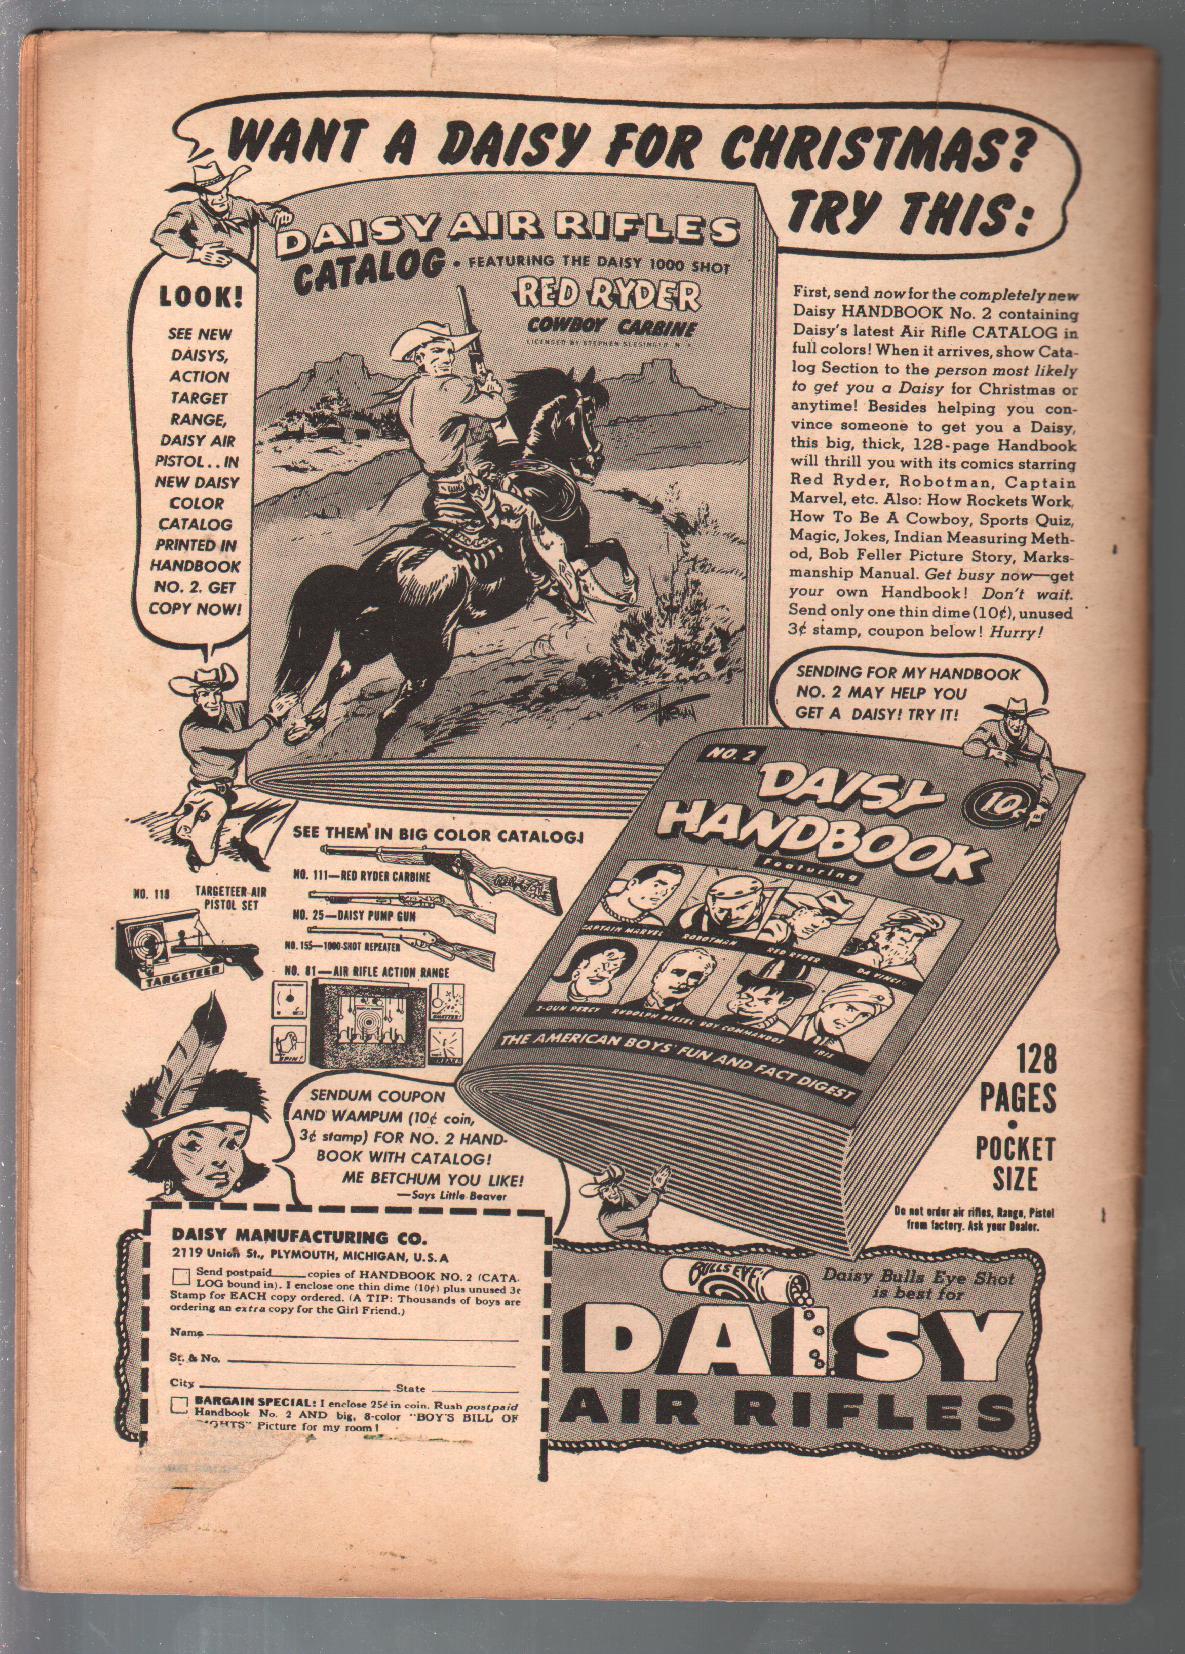 WANT A DAISY FOR CHRISTMAS?
TRY THIS:
DAISY AIR RIFLES
CATALOG • FEATURING THE DAISY 1000 SHOT
RED RYDER
COWBOY CARBINE
LICENSED BY STEPHEN SLESINGER, N.Y.
LOOK!
SEE NEW
DAISYS,
ACTION
TARGET
RANGE,
DAISY AIR
PISTOL.. IN
NEW DAISY
COLOR
CATALOG
PRINTED IN
HANDBOOK
NO. 2. GET
COPY NOW!
First, send now for the completely new
Daisy HANDBOOK No. 2 containing
Daisy's latest Air Rifle CATALOG in
full colors! When it arrives, show Cata-
log Section to the person most likely
to get you a Daisy for Christmas or
anytime! Besides helping you con-
vince someone to get you a Daisy,
this big, thick, 128-page Handbook
will thrill you with its comics starring
Red Ryder, Robotman, Captain
Marvel, etc. Also: How Rockets Work,
How To Be A Cowboy, Sports Quiz,
Magic, Jokes, Indian Measuring Meth-
od, Bob Feller Picture Story, Marks-
manship Manual. Get busy now—get
your own Handbook! Don't wait.
Send only one thin dime (10¢), unused
3¢ stamp, coupon below! Hurry!
SENDING FOR MY HANDBOOK
NO. 2 MAY HELP YOU
GET A DAISY! TRY IT!
NO. 2
DAISY
HANDBOOK
10¢
Featuring
CAPTAIN MARVEL ROBOTMAN RED RYDER DA VINCI
2-GUN PERCY RUDOLPH DIESEL BOY COMMANDOS
THE AMERICAN BOYS' FUN AND FACT DIGEST
SEE THEM IN BIG COLOR CATALOG!
NO. 111—RED RYDER CARBINE
NO. 25—DAISY PUMP GUN
NO. 155—1000-SHOT REPEATER
NO. 81—AIR RIFLE ACTION RANGE
NO. 118 TARGETEER AIR
PISTOL SET
TARGETEER
SPIN!
128
PAGES
•
POCKET
SIZE
Do not order air rifles, Range, Pistol
from factory. Ask your Dealer.
SENDUM COUPON
AND WAMPUM (10¢ coin,
3¢ stamp) FOR NO. 2 HAND-
BOOK WITH CATALOG!
ME BETCHUM YOU LIKE!
—Says Little Beaver
DAISY MANUFACTURING CO.
2119 Union St., PLYMOUTH, MICHIGAN, U.S.A
Send postpaid______copies of HANDBOOK NO. 2 (CATA-
LOG bound in). I enclose one thin dime (10¢) plus unused 3¢
Stamp for EACH copy ordered. (A TIP: Thousands of boys are
ordering an extra copy for the Girl Friend.)
Name
St. & No.
City State
BARGAIN SPECIAL: I enclose 25¢ in coin. Rush postpaid
Handbook No. 2 AND big, 8-color "BOY'S BILL OF
RIGHTS" Picture for my room!
BULLS EYE
Daisy Bulls Eye Shot
is best for
DAISY
AIR RIFLES